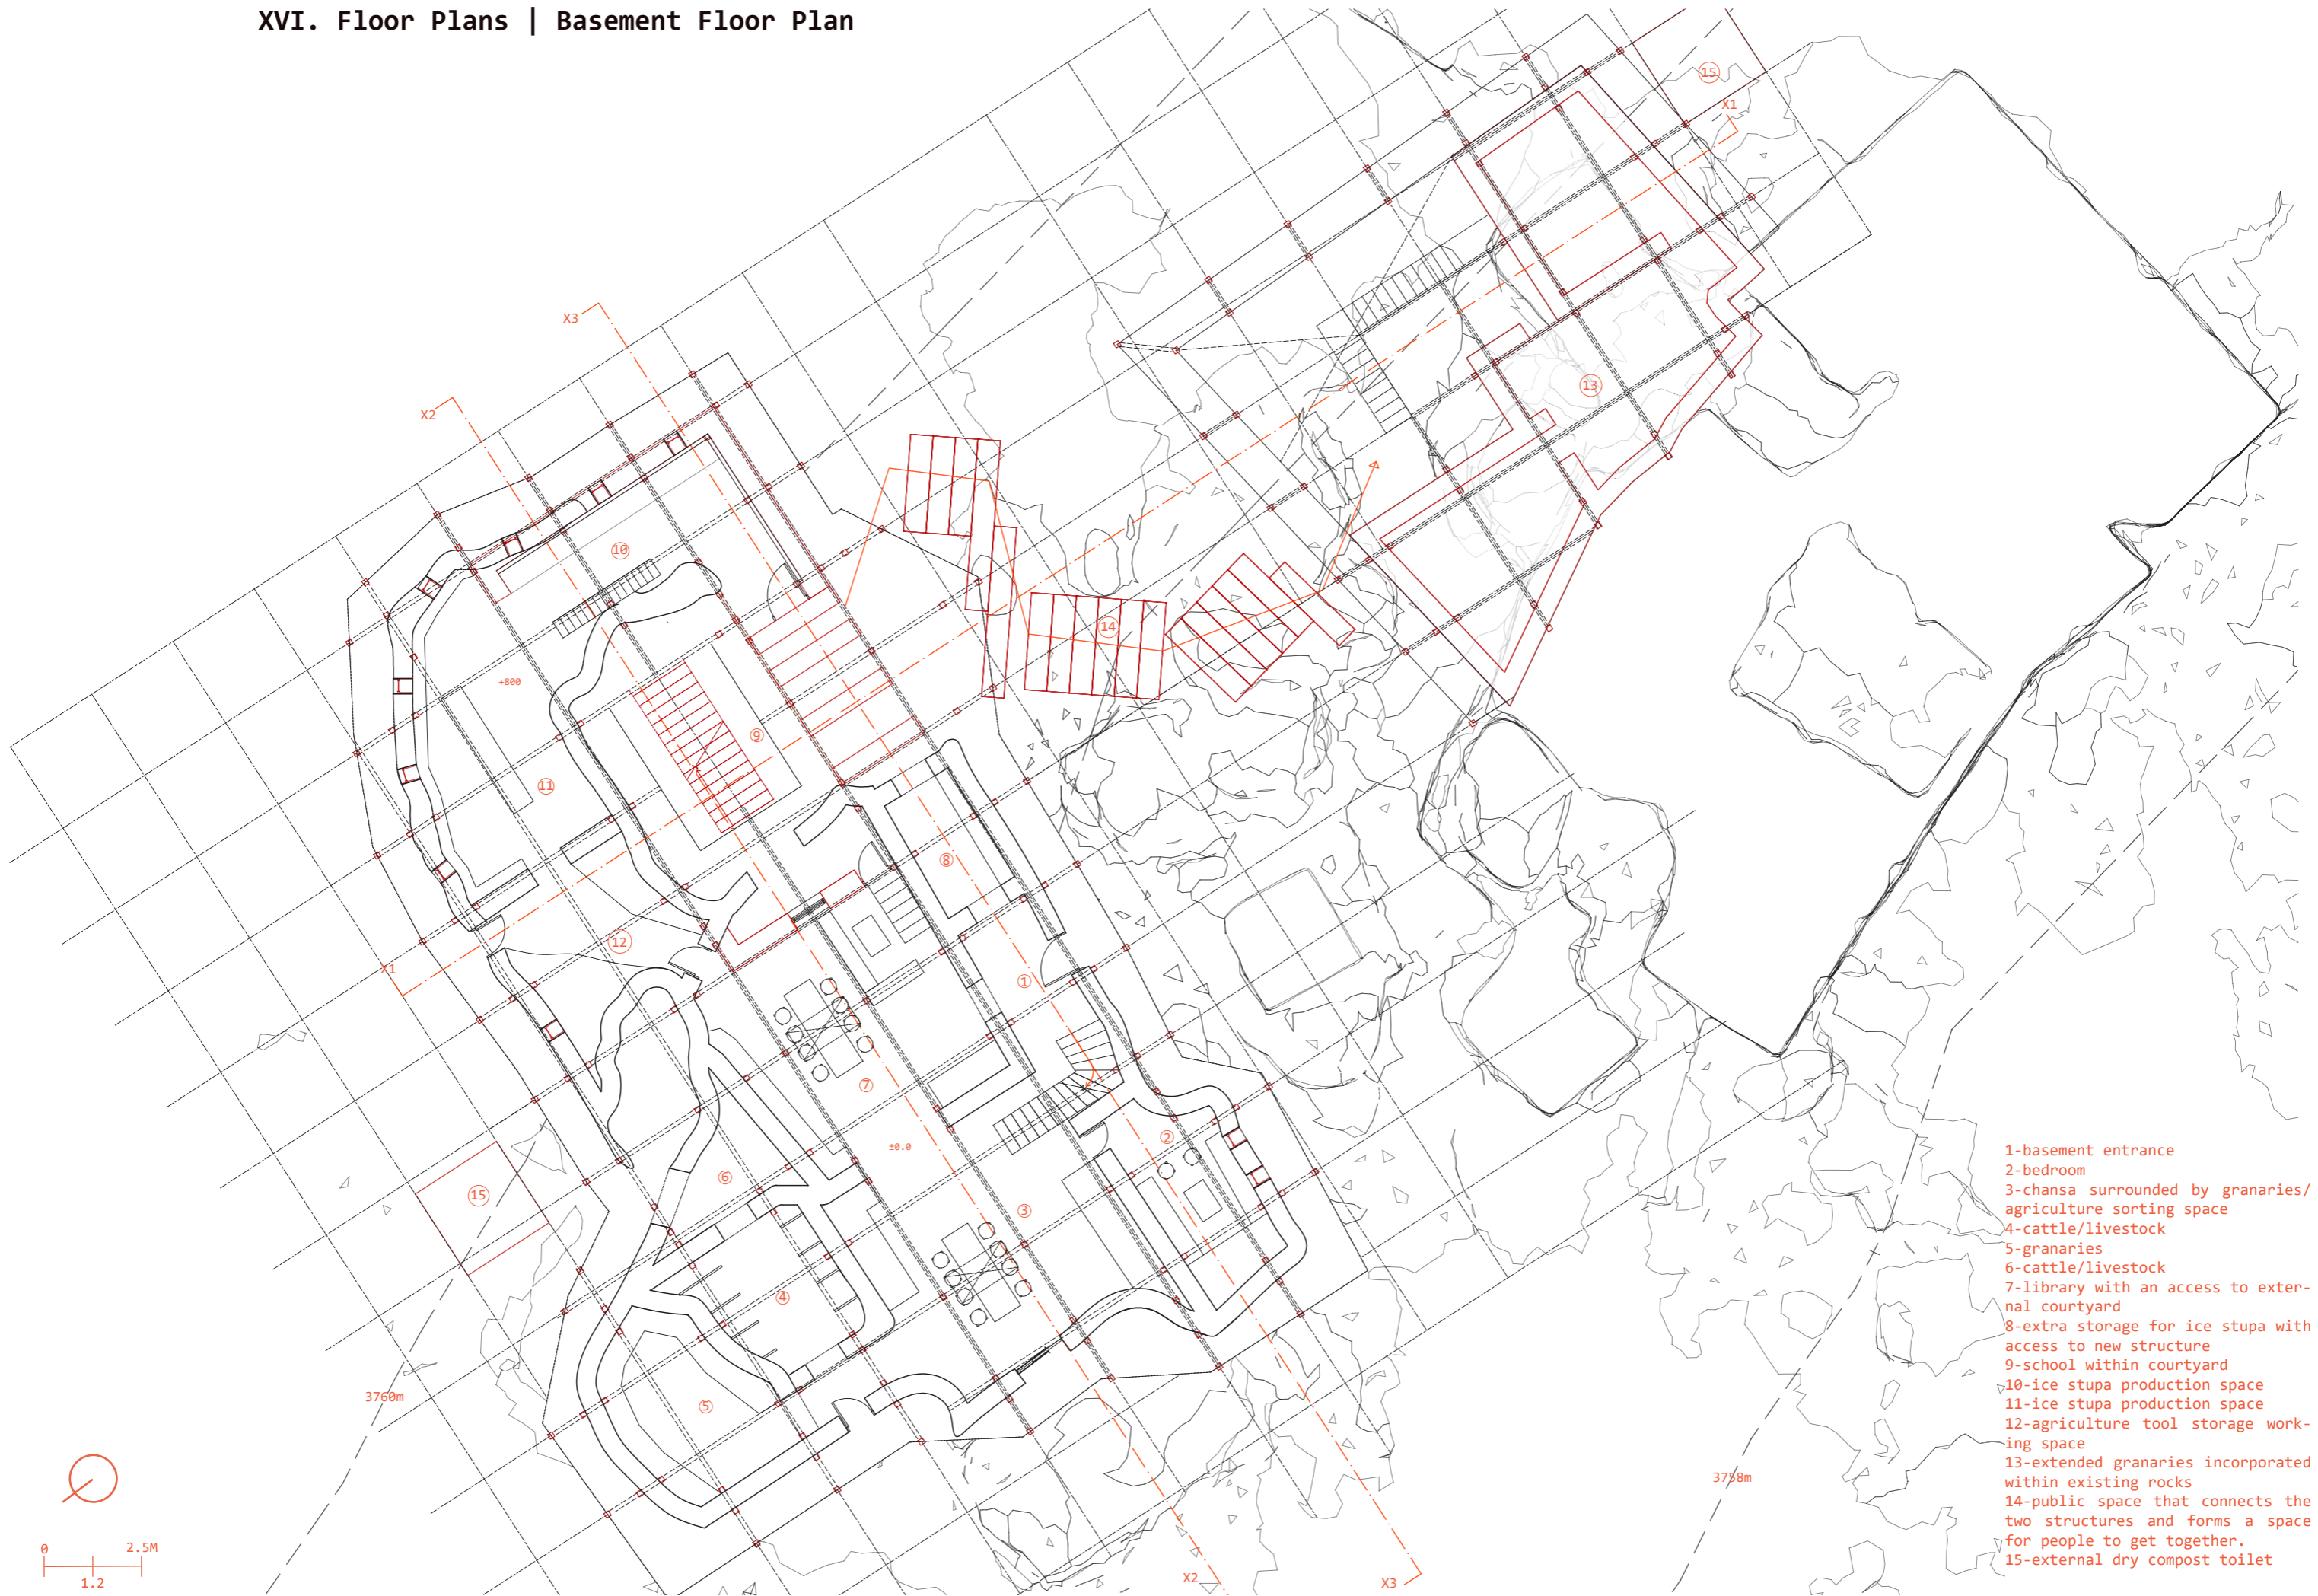 XVI. Floor Plans | Basement Floor Plan
15
X1
X3
13
X2
10
14
+800
9
11
8
12
X1
1
7
2
±0.0
6
15
3
4
3760m
5
3758m
X2
X3
0 2.5M
1.2
1-basement entrance
2-bedroom
3-chansa surrounded by granaries/
agriculture sorting space
4-cattle/livestock
5-granaries
6-cattle/livestock
7-library with an access to exter-
nal courtyard
8-extra storage for ice stupa with
access to new structure
9-school within courtyard
10-ice stupa production space
11-ice stupa production space
12-agriculture tool storage work-
ing space
13-extended granaries incorporated
within existing rocks
14-public space that connects the
two structures and forms a space
for people to get together.
15-external dry compost toilet